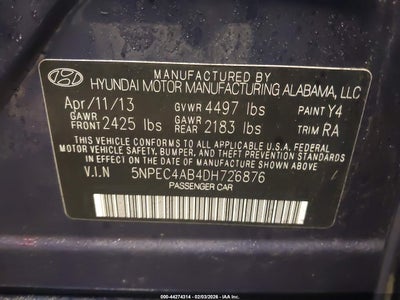 MANUFACTURED BY
HYUNDAI MOTOR MANUFACTURING ALABAMA, LLC
Apr/11/13 GVWR 4497 lbs PAINT Y4
GAWR FRONT 2425 lbs GAWR REAR 2183 lbs TRIM RA
THIS VEHICLE CONFORMS TO ALL APPLICABLE U.S.A. FEDERAL
MOTOR VEHICLE SAFETY, BUMPER, AND THEFT PREVENTION
STANDARDS IN EFFECT ON THE DATE OF MANUFACTURE SHOWN ABOVE.
V.I.N 5NPEC4AB4DH726876
PASSENGER CAR
000-44274314 - 02/03/2026 - IAA Inc.